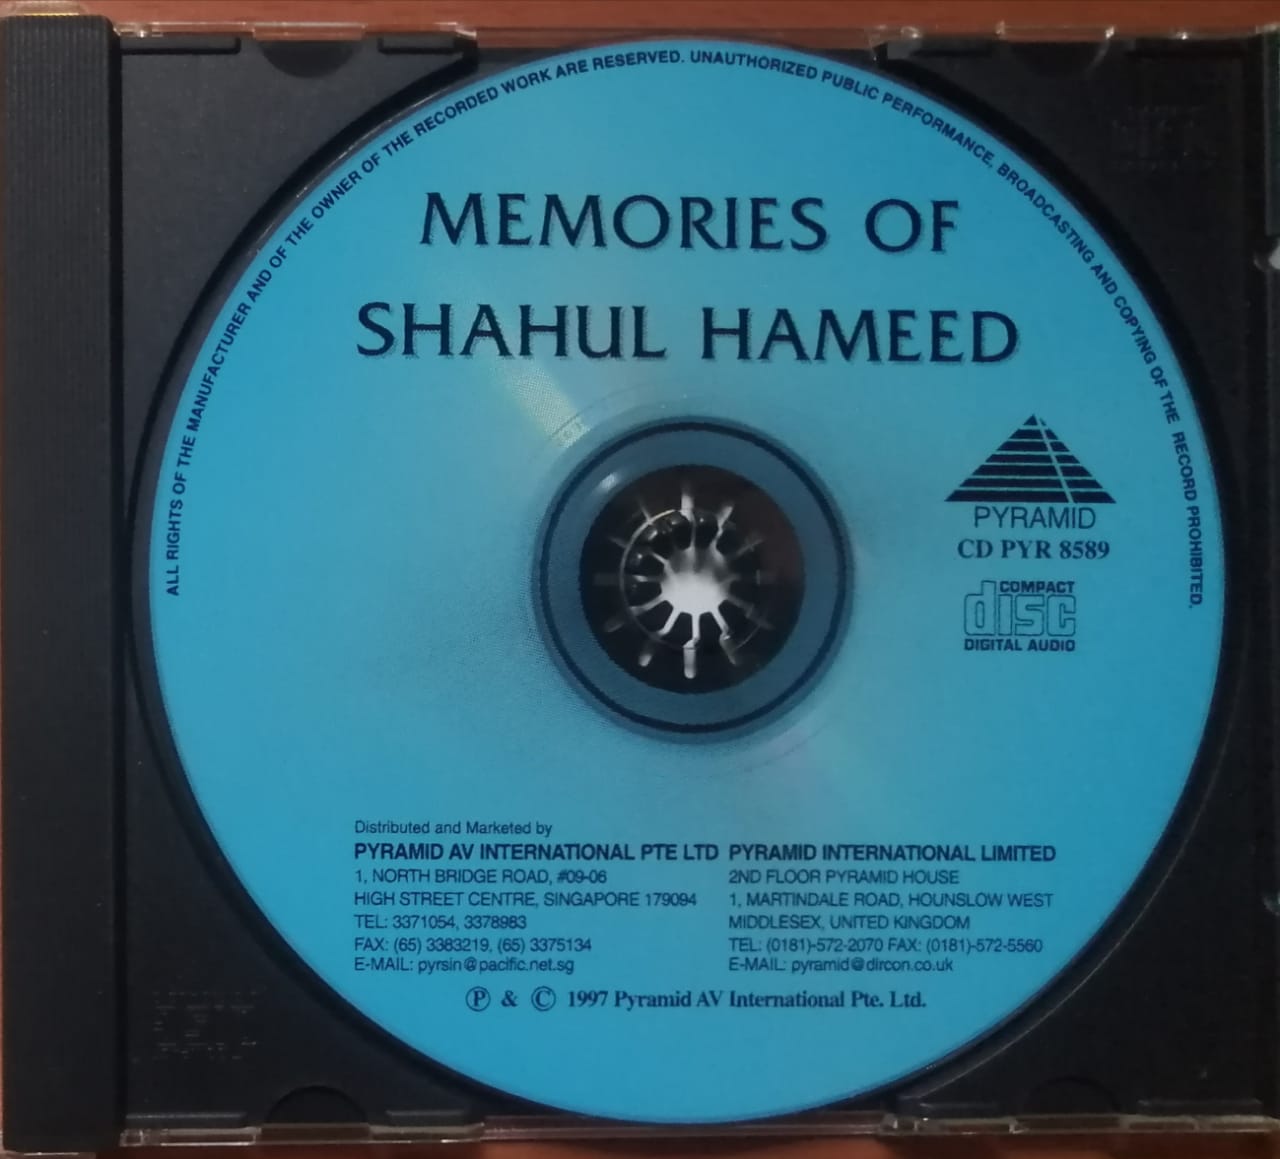 ALL RIGHTS OF THE MANUFACTURER AND OF THE OWNER OF THE RECORDED WORK ARE RESERVED. UNAUTHORIZED PUBLIC PERFORMANCE, BROADCASTING AND COPYING OF THE RECORD PROHIBITED.
MEMORIES OF
SHAHUL HAMEED
PYRAMID
CD PYR 8589
COMPACT
disc
DIGITAL AUDIO
Distributed and Marketed by
PYRAMID AV INTERNATIONAL PTE LTD
1, NORTH BRIDGE ROAD, #09-06
HIGH STREET CENTRE, SINGAPORE 179094
TEL: 3371054, 3378983
FAX: (65) 3383219, (65) 3375134
E-MAIL: pyrsin@pacific.net.sg
PYRAMID INTERNATIONAL LIMITED
2ND FLOOR PYRAMID HOUSE
1, MARTINDALE ROAD, HOUNSLOW WEST
MIDDLESEX, UNITED KINGDOM
TEL: (0181)-572-2070 FAX: (0181)-572-5560
E-MAIL: pyramid@dircon.co.uk
℗ & © 1997 Pyramid AV International Pte. Ltd.